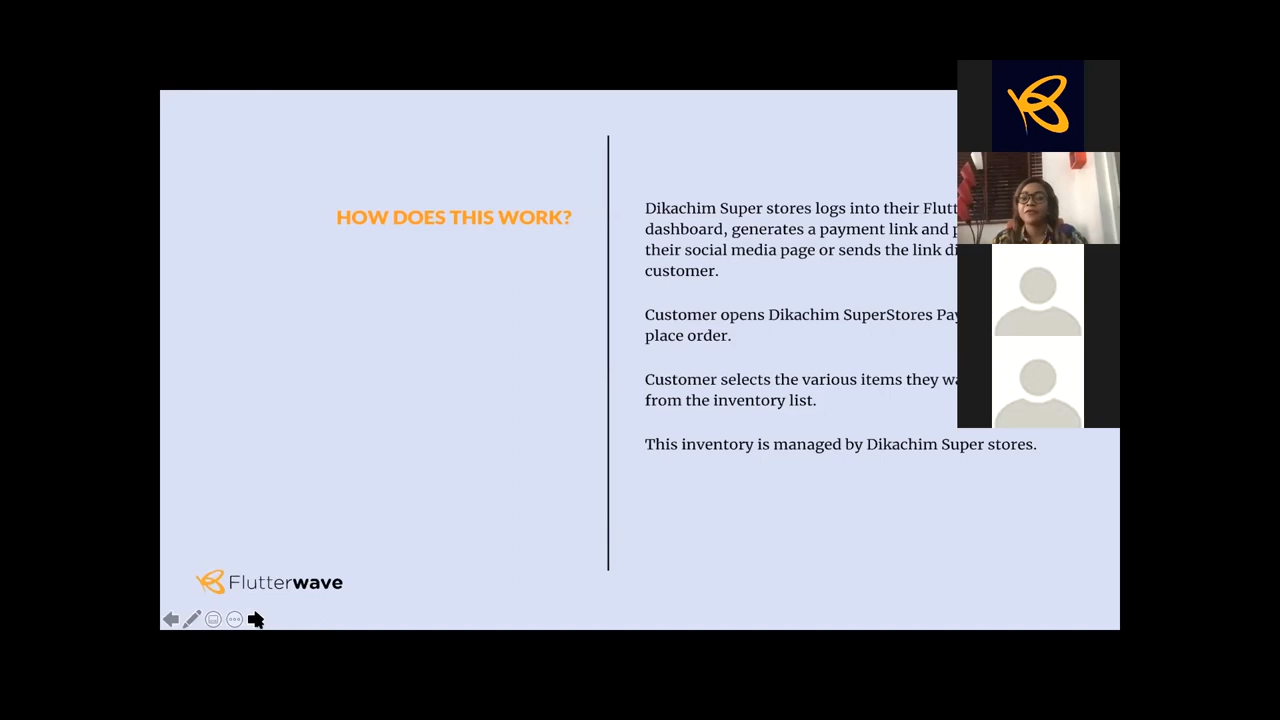 HOW DOES THIS WORK?
Dikachim Super stores logs into their
dashboard, generates a payment link and
their social media page or sends the link
customer.
Customer opens Dikachim SuperStores
place order.
Customer selects the various items they
from the inventory list.
This inventory is managed by Dikachim Super stores.
Flutterwave